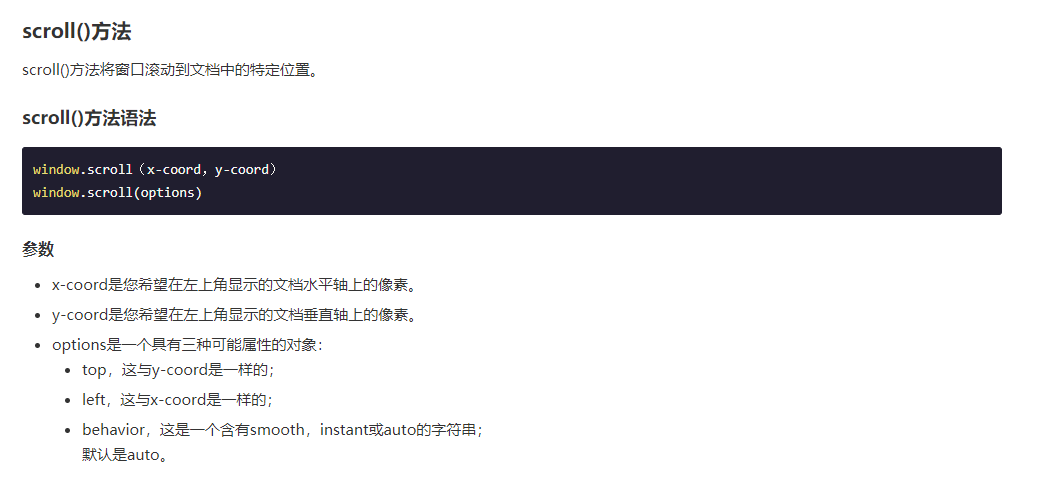 scroll()方法
scroll()方法将窗口滚动到文档中的特定位置。
scroll()方法语法
window.scroll（x-coord，y-coord）
window.scroll(options)
参数
x-coord是您希望在左上角显示的文档水平轴上的像素。
y-coord是您希望在左上角显示的文档垂直轴上的像素。
options是一个具有三种可能属性的对象：
top，这与y-coord是一样的；
left，这与x-coord是一样的；
behavior，这是一个含有smooth，instant或auto的字符串；
默认是auto。